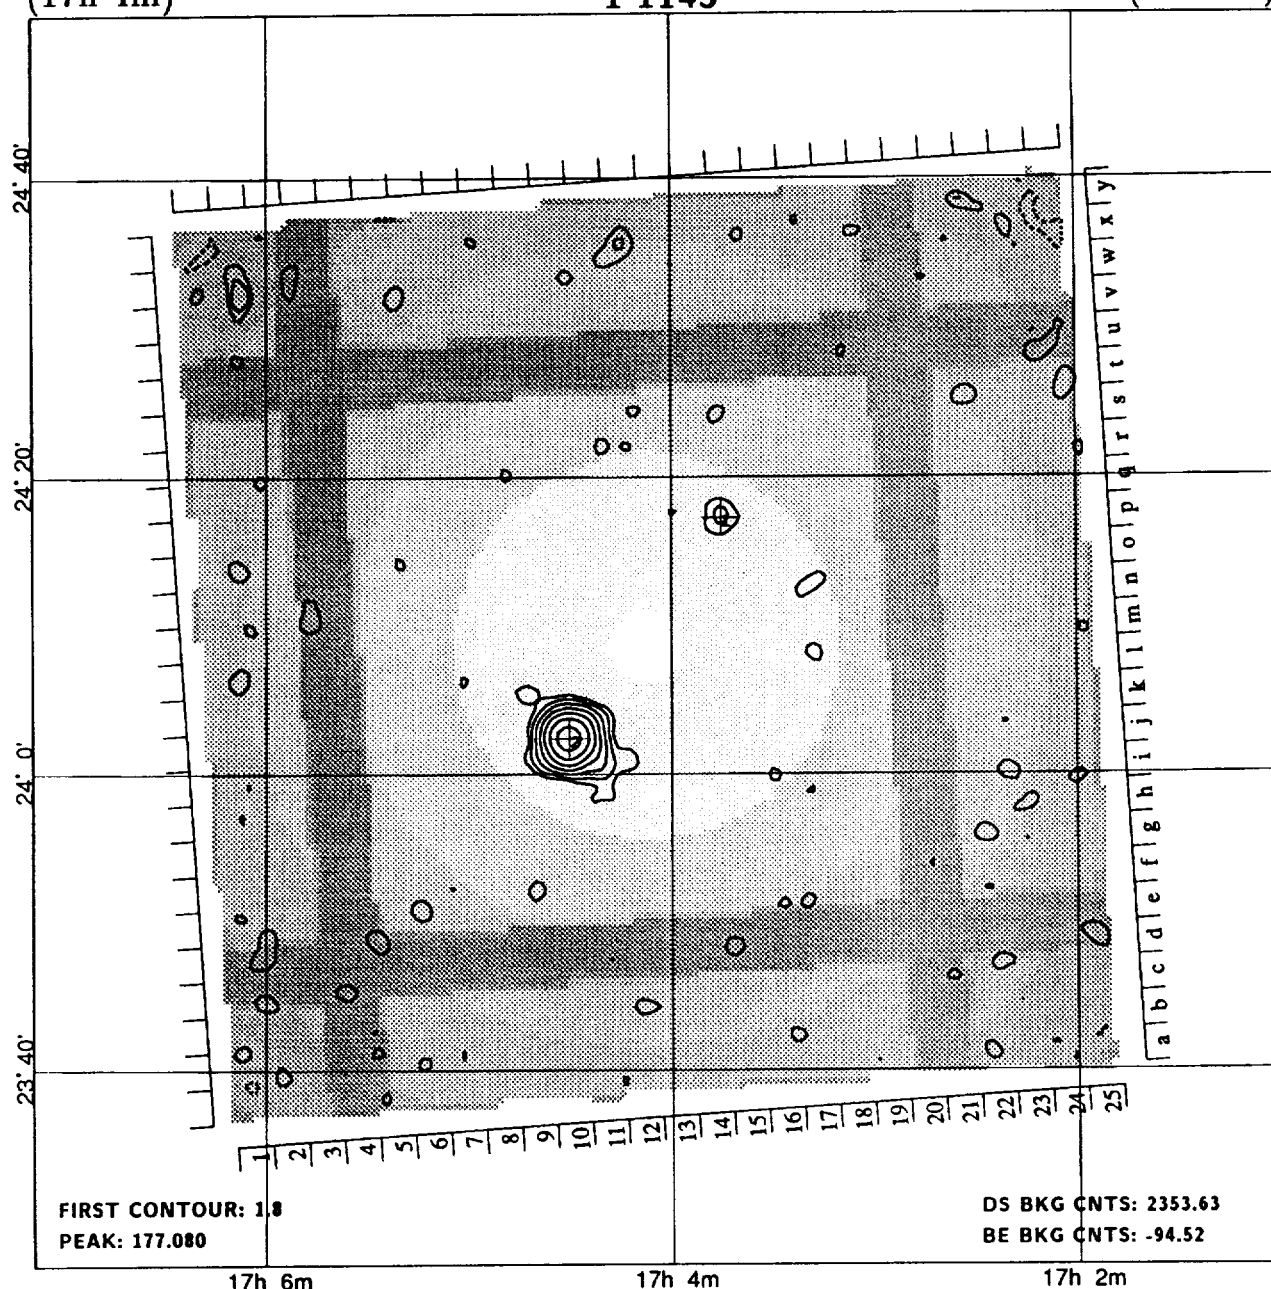 24° 40'
24° 20'
24° 0'
23° 40'
y
x
w
v
u
t
s
r
q
p
o
n
m
l
k
j
i
h
g
f
e
d
c
b
a
1 2 3 4 5 6 7 8 9 10 11 12 13 14 15 16 17 18 19 20 21 22 23 24 25
FIRST CONTOUR: 1.8
PEAK: 177.080
DS BKG CNTS: 2353.63
BE BKG CNTS: -94.52
17h 6m 17h 4m 17h 2m